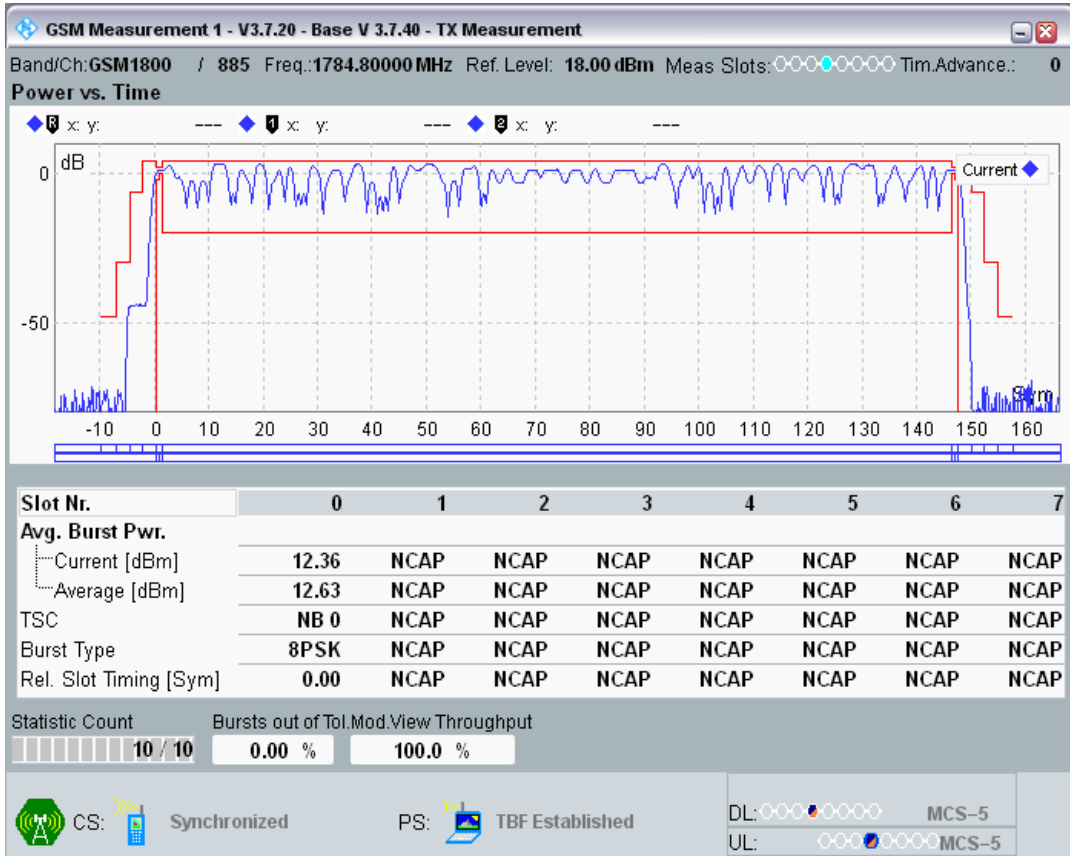 GSM Measurement 1 - V3.7.20 - Base V 3.7.40 - TX Measurement
Band/Ch:GSM1800 / 885 Freq.:1784.80000 MHz Ref. Level: 18.00 dBm Meas Slots: Tim.Advance.: 0
Power vs. Time
R x: y: --- 1 x: y: --- 2 x: y: ---
dB
0
Current
-50
Sym
-10 0 10 20 30 40 50 60 70 80 90 100 110 120 130 140 150 160
Slot Nr. 0 1 2 3 4 5 6 7
Avg. Burst Pwr.
Current [dBm] 12.36 NCAP NCAP NCAP NCAP NCAP NCAP NCAP
Average [dBm] 12.63 NCAP NCAP NCAP NCAP NCAP NCAP NCAP
TSC NB 0 NCAP NCAP NCAP NCAP NCAP NCAP NCAP
Burst Type 8PSK NCAP NCAP NCAP NCAP NCAP NCAP NCAP
Rel. Slot Timing [Sym] 0.00 NCAP NCAP NCAP NCAP NCAP NCAP NCAP
Statistic Count Bursts out of Tol.Mod.View Throughput
10 / 10 0.00 % 100.0 %
CS: Synchronized PS: TBF Established
DL: MCS-5
UL: MCS-5